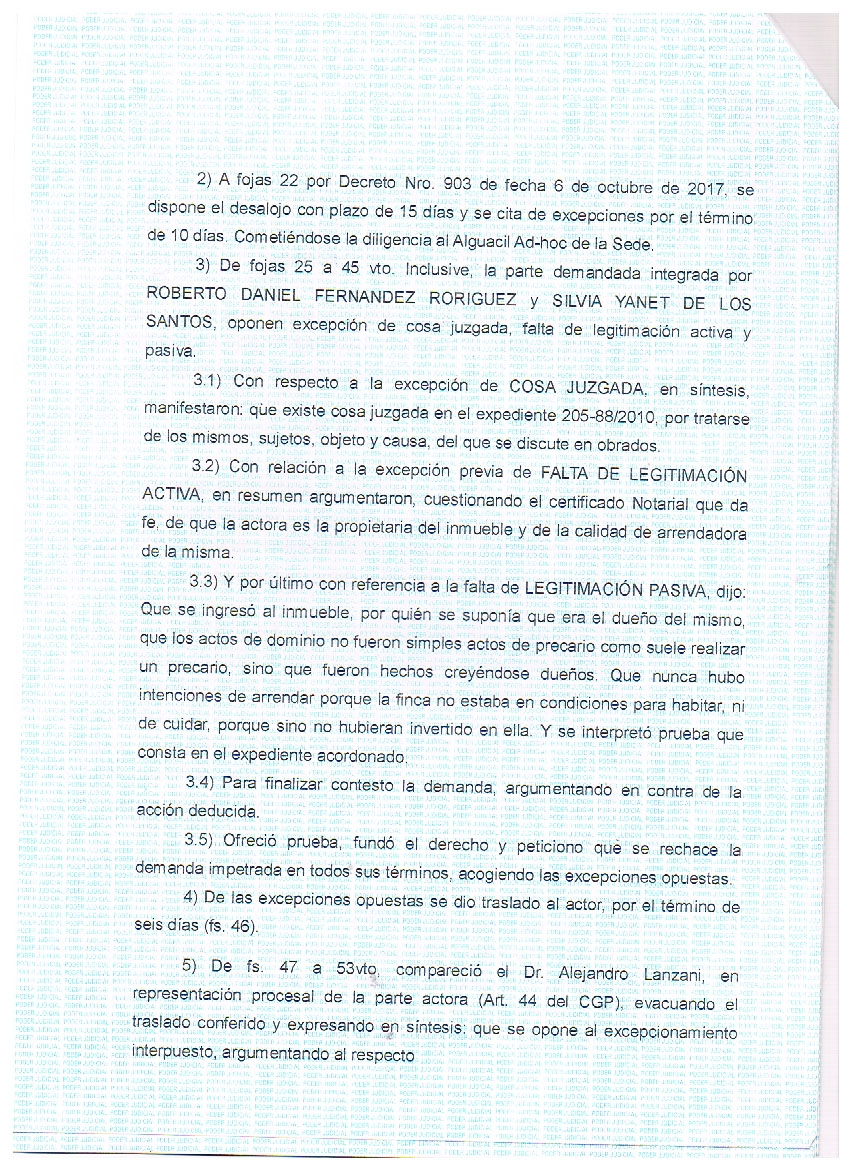 2) A fojas 22 por Decreto Nro. 903 de fecha 6 de octubre de 2017, se
dispone el desalojo con plazo de 15 días y se cita de excepciones por el término
de 10 días. Cometiéndose la diligencia al Alguacil Ad-hoc de la Sede.
3) De fojas 25 a 45 vto. Inclusive, la parte demandada integrada por
ROBERTO DANIEL FERNANDEZ RORIGUEZ y SILVIA YANET DE LOS
SANTOS, oponen excepción de cosa juzgada, falta de legitimación activa y
pasiva.
3.1) Con respecto a la excepción de COSA JUZGADA, en síntesis,
manifestaron: que existe cosa juzgada en el expediente 205-88/2010, por tratarse
de los mismos, sujetos, objeto y causa, del que se discute en obrados.
3.2) Con relación a la excepción previa de FALTA DE LEGITIMACIÓN
ACTIVA, en resumen argumentaron, cuestionando el certificado Notarial que da
fe, de que la actora es la propietaria del inmueble y de la calidad de arrendadora
de la misma.
3.3) Y por último con referencia a la falta de LEGITIMACIÓN PASIVA, dijo:
Que se ingresó al inmueble, por quién se suponía que era el dueño del mismo,
que los actos de dominio no fueron simples actos de precario como suele realizar
un precario, sino que fueron hechos creyéndose dueños. Que nunca hubo
intenciones de arrendar porque la finca no estaba en condiciones para habitar, ni
de cuidar, porque sino no hubieran invertido en ella. Y se interpretó prueba que
consta en el expediente acordonado.
3.4) Para finalizar contesto la demanda, argumentando en contra de la
acción deducida.
3.5) Ofreció prueba, fundó el derecho y peticiono que se rechace la
demanda impetrada en todos sus términos, acogiendo las excepciones opuestas.
4) De las excepciones opuestas se dio traslado al actor, por el término de
seis días (fs. 46).
5) De fs. 47 a 53vto, compareció el Dr. Alejandro Lanzani, en
representación procesal de la parte actora (Art. 44 del CGP), evacuando el
traslado conferido y expresando en síntesis: que se opone al excepcionamiento
interpuesto, argumentando al respecto